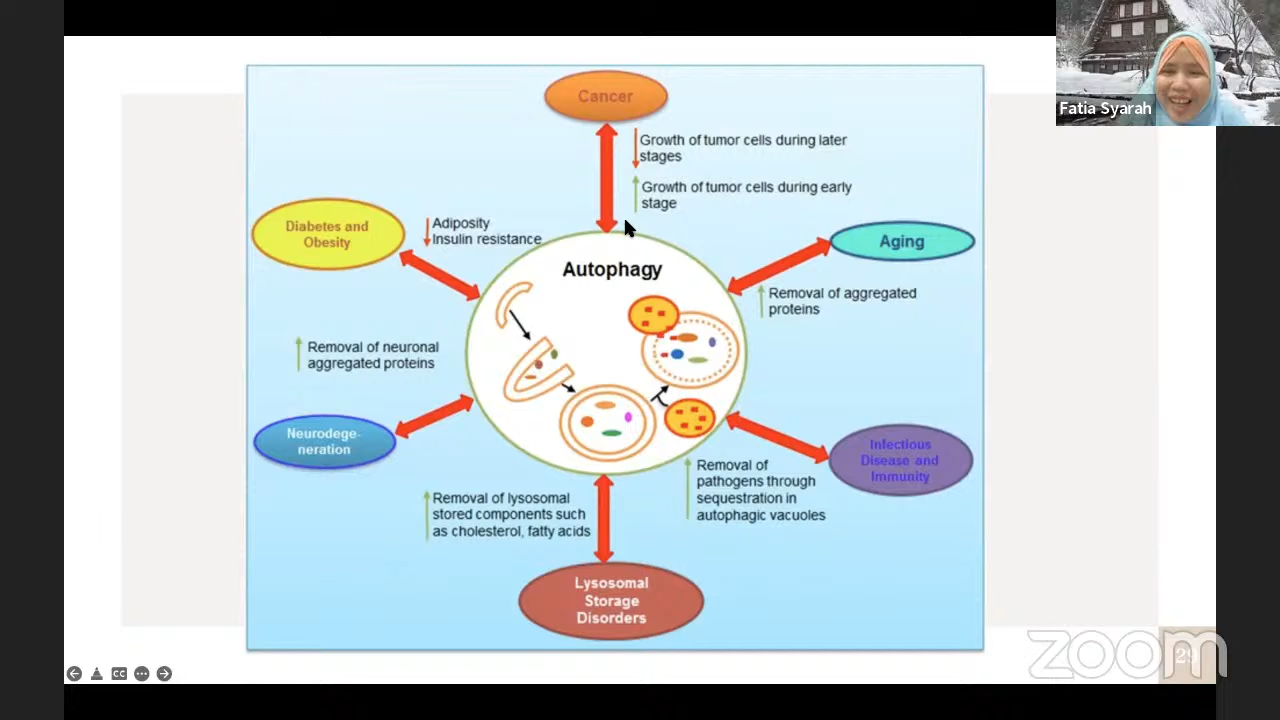 Cancer
Growth of tumor cells during later
stages
Growth of tumor cells during early
stage
Fatia Syarah
Diabetes and
Obesity
Adiposity
Insulin resistance
Aging
Removal of aggregated
proteins
Autophagy
Removal of neuronal
aggregated proteins
Neurodege-
neration
Infectious
Disease and
Immunity
Removal of
pathogens through
sequestration in
autophagic vacuoles
Removal of lysosomal
stored components such
as cholesterol, fatty acids
Lysosomal
Storage
Disorders
CC
zoom
29